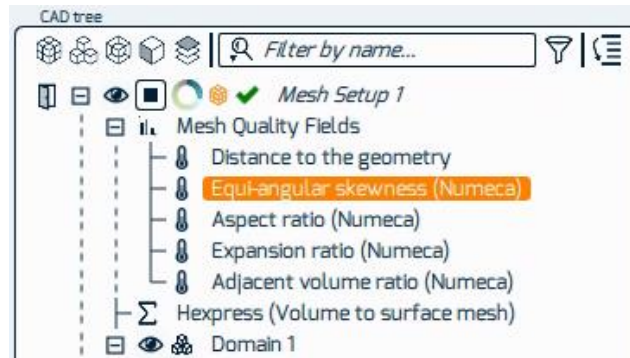 CAD tree
Filter by name...
Mesh Setup 1
Mesh Quality Fields
Distance to the geometry
Equi-angular skewness (Numeca)
Aspect ratio (Numeca)
Expansion ratio (Numeca)
Adjacent volume ratio (Numeca)
Hexpress (Volume to surface mesh)
Domain 1